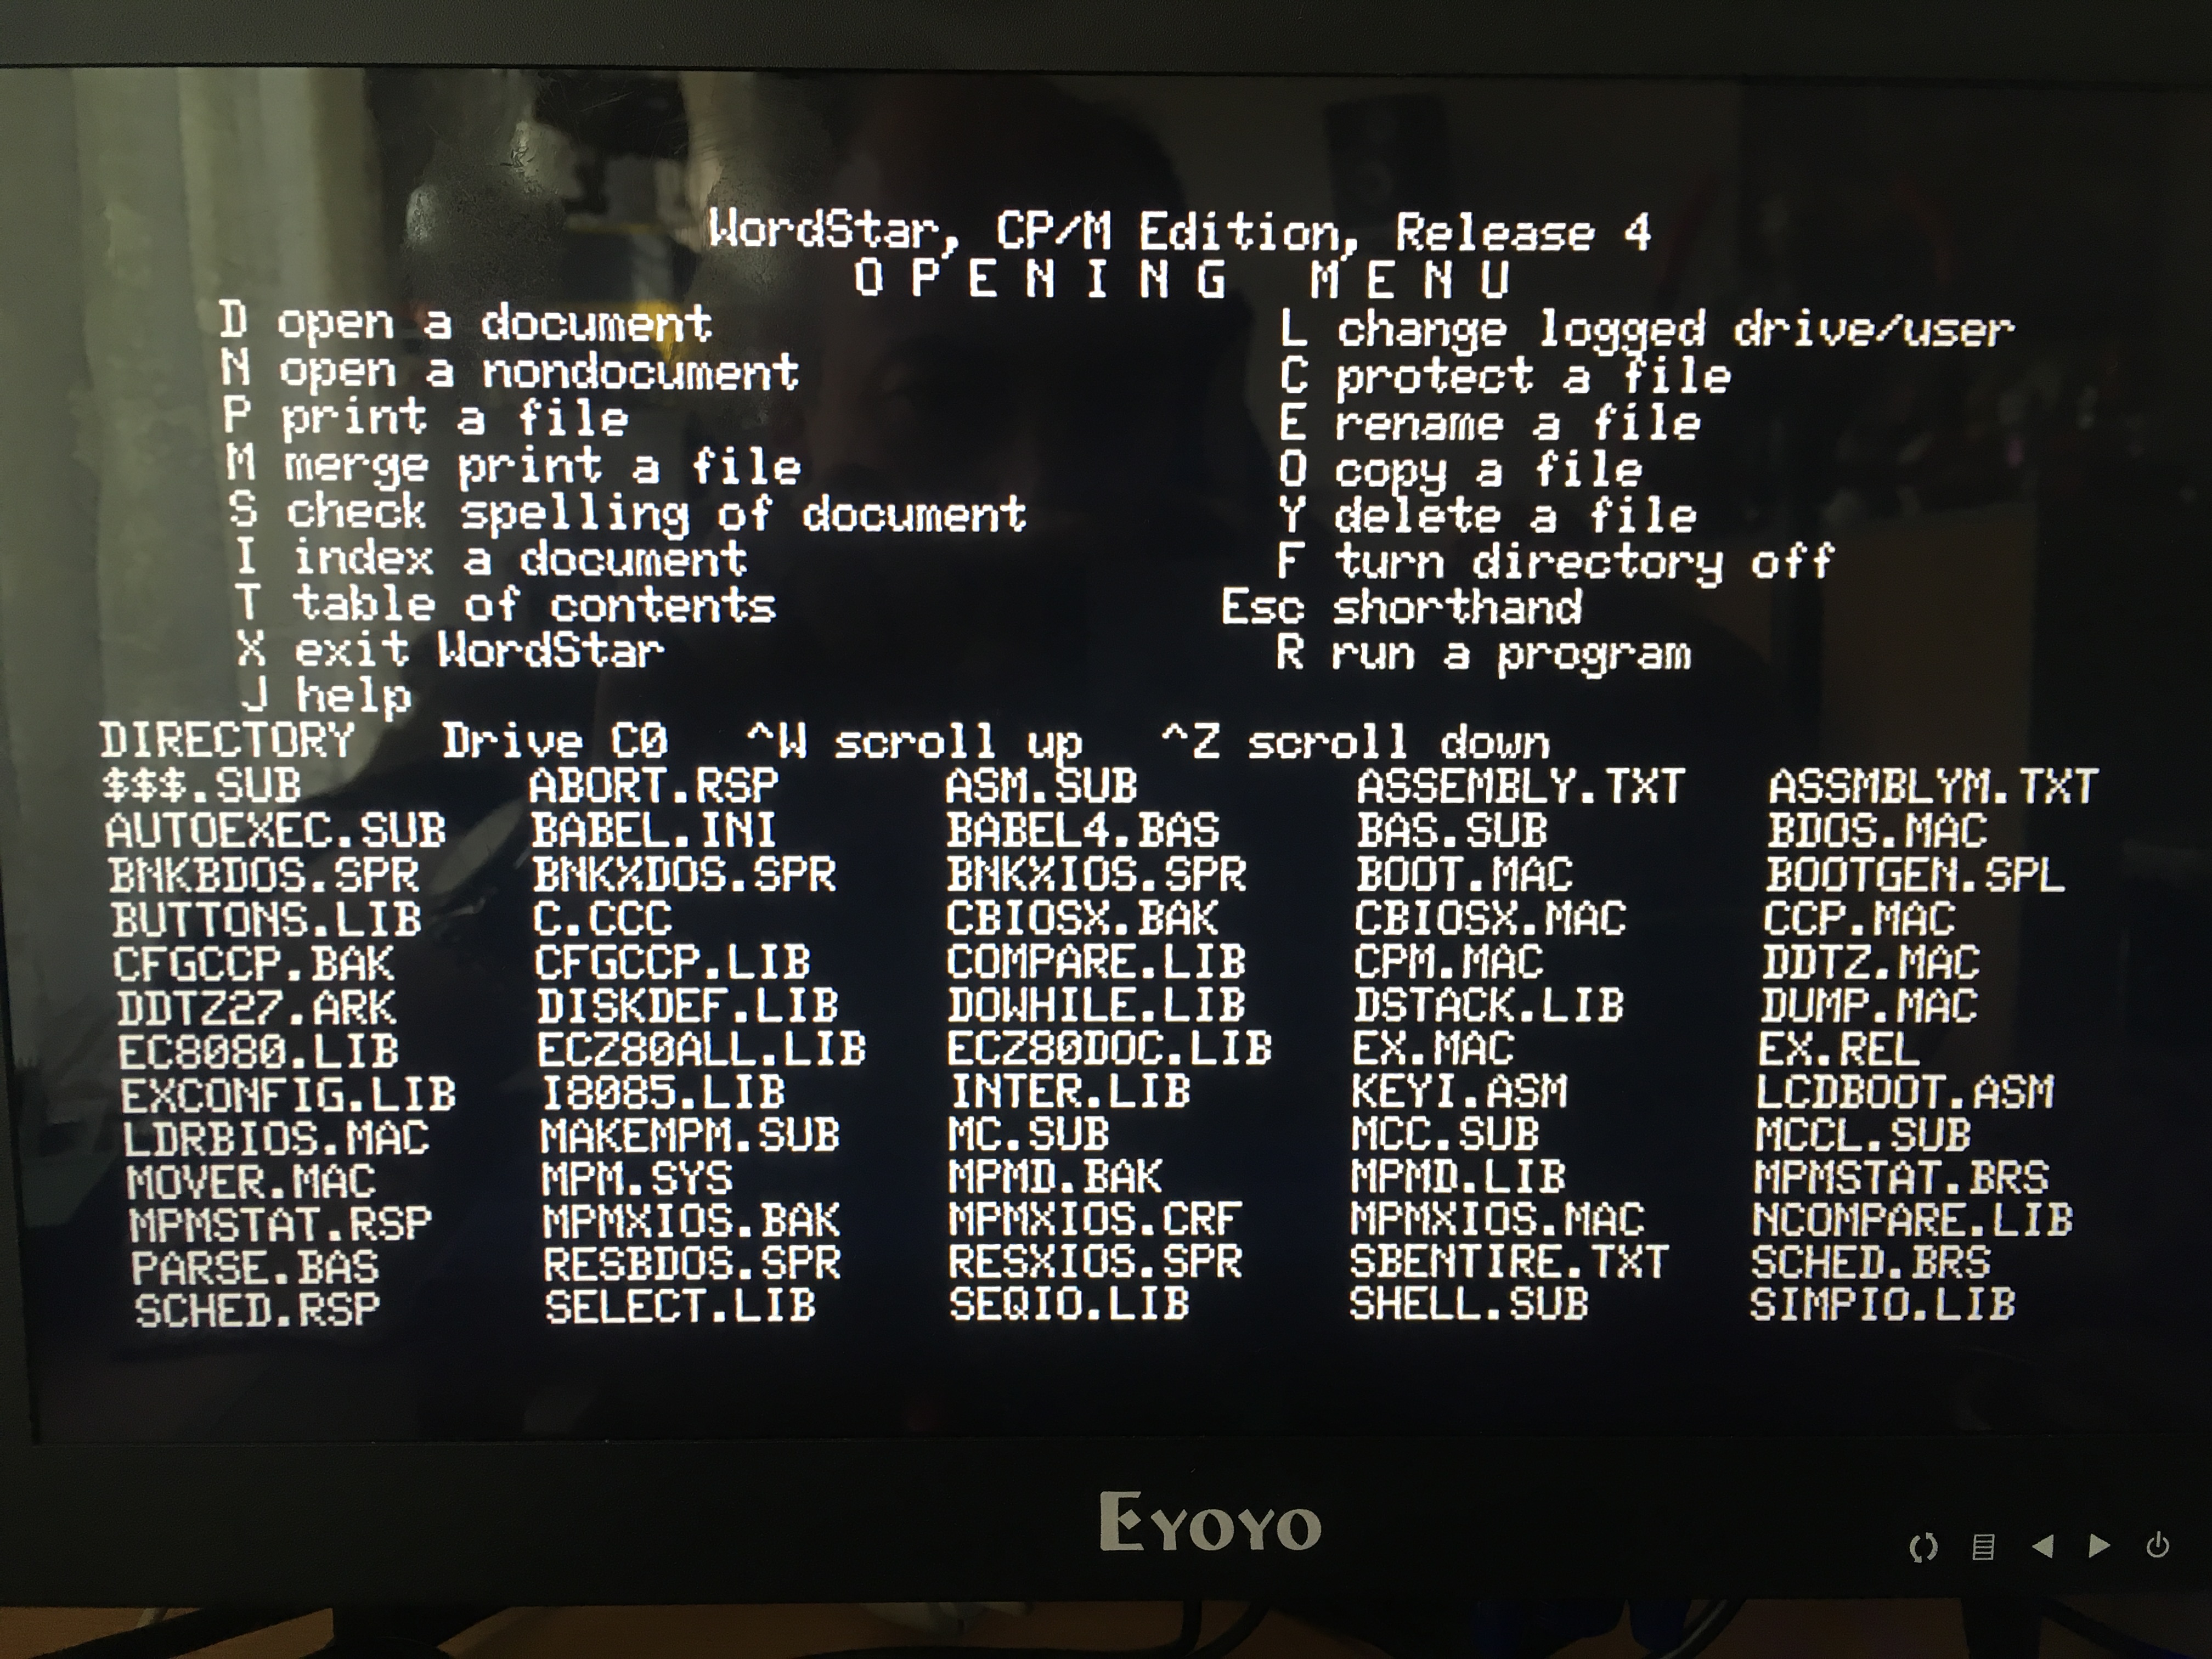 WordStar, CP/M Edition, Release 4
O P E N I N G   M E N U
D open a document   L change logged drive/user
N open a nondocument   C protect a file
P print a file   E rename a file
M merge print a file   O copy a file
S check spelling of document   Y delete a file
I index a document   F turn directory off
T table of contents   Esc shorthand
X exit WordStar   R run a program
J help
DIRECTORY   Drive C0   ^W scroll up   ^Z scroll down
$$$.SUB   ABORT.RSP   ASM.SUB   ASSEMBLY.TXT   ASSMBLYM.TXT
AUTOEXEC.SUB   BABEL.INI   BABEL4.BAS   BAS.SUB   BDOS.MAC
BNKBDOS.SPR   BNKXDOS.SPR   BNKXIOS.SPR   BOOT.MAC   BOOTGEN.SPL
BUTTONS.LIB   C.CCC   CBIOSX.BAK   CBIOSX.MAC   CCP.MAC
CFGCCP.BAK   CFGCCP.LIB   COMPARE.LIB   CPM.MAC   DDTZ.MAC
DDTZ27.ARK   DISKDEF.LIB   DOWHILE.LIB   DSTACK.LIB   DUMP.MAC
EC8080.LIB   ECZ80ALL.LIB   ECZ80DOC.LIB   EX.MAC   EX.REL
EXCONFIG.LIB   I8085.LIB   INTER.LIB   KEYI.ASM   LCDBOOT.ASM
LDRBIOS.MAC   MAKEMPM.SUB   MC.SUB   MCC.SUB   MCCL.SUB
MOVER.MAC   MPM.SYS   MPMD.BAK   MPMD.LIB   MPMSTAT.BRS
MPMSTAT.RSP   MPMXIOS.BAK   MPMXIOS.CRF   MPMXIOS.MAC   NCOMPARE.LIB
PARSE.BAS   RESBDOS.SPR   RESXIOS.SPR   SBENTIRE.TXT   SCHED.BRS
SCHED.RSP   SELECT.LIB   SEQIO.LIB   SHELL.SUB   SIMPIO.LIB
EYOYO